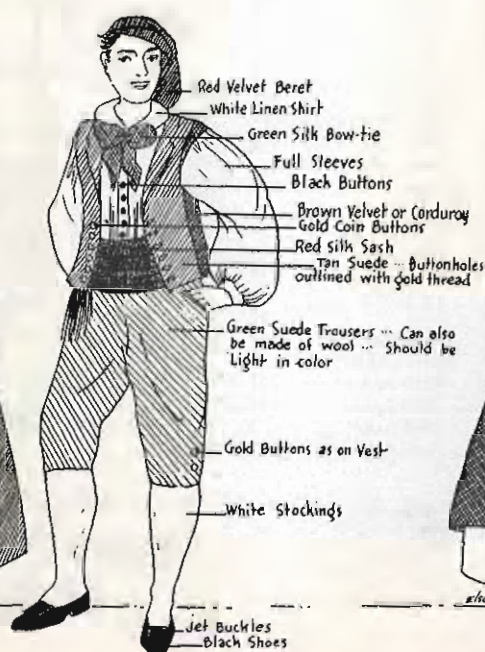 Red Velvet Beret
White Linen Shirt
Green Silk Bow-tie
Full Sleeves
Black Buttons
Brown Velvet or Corduroy
Gold Coin Buttons
Red Silk Sash
Tan Suede ... Buttonholes
outlined with gold thread
Green Suede Trousers ... Can also
be made of wool ... Should be
Light in color
Gold Buttons as on Vest
White Stockings
Jet Buckles
Black Shoes